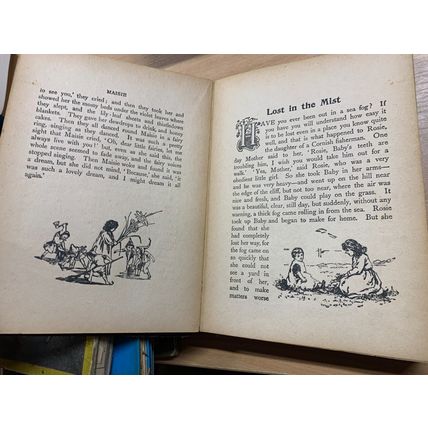 MAISIE
to see you,' they cried; and then they took her and
showed her the mossy beds under the violet leaves where
they slept, and the lily-leaf sheets and thistledown
blankets. They gave her dewdrops to drink, and honey
cake. Then they all danced round Maisie in a fairy
ring, singing as they danced. It was such a lovely
sight that Maisie cried, 'Oh, dear little fairies, let me
always live with you!' but, even as she said this, the
whole scene seemed to fade away, and the fairy voices
stopped singing. Then Maisie woke and found it was
a dream, but she did not mind, 'Because,' she said, 'it
was such a lovely dream, and I might dream it all
again.'
Lost in the Mist
HAVE you ever been out in a sea fog? If
you have you will understand how easy it
is to be lost even in a place you know quite
well, and this is what happened to Rosie,
the daughter of a Cornish fisherman. One
day Mother said to her, 'Rosie, Baby's teeth are
troubling him, I wish you would take him out for a
walk.' 'Yes, Mother,' said Rosie, who was a very
obedient little girl. So she took Baby in her arms—
and he was very heavy—and went up on the hill near
the edge of the cliff, but not too near, where the air was
nice and fresh, and Baby could play on the grass. It
was a beautiful, clear, still day, but suddenly, without any
warning, a thick fog came rolling in from the sea. Rosie
took up Baby and began to make for home. But she
found that she
had completely
lost her way, for
the fog came on
so quickly that
she could not
see a yard in
front of her,
and to make
matters worse